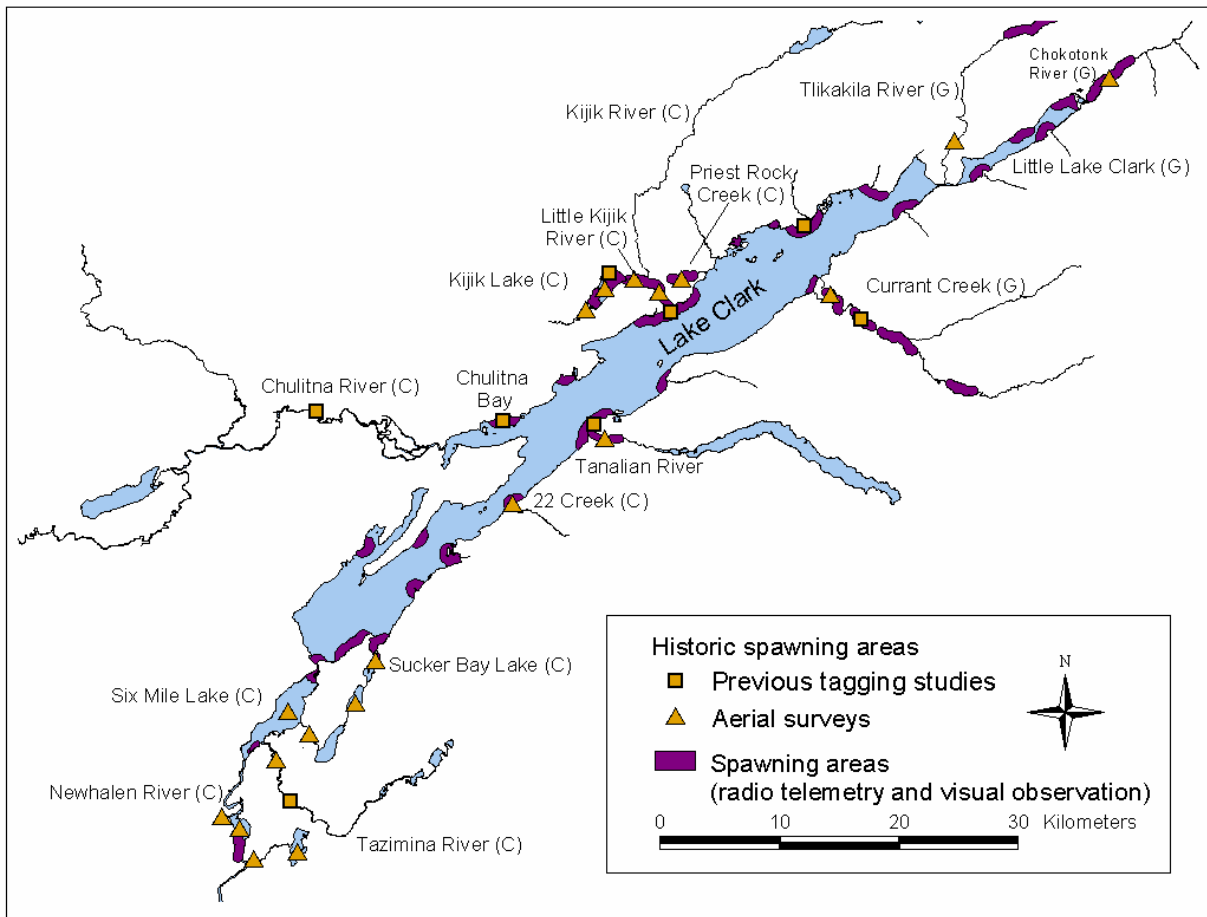 Chokotonk
River (G)
Tlikakila River (G)
Kijik River (C)
Little Lake Clark (G)
Priest Rock
Creek (C)
Little Kijik
River (C)
Kijik Lake (C)
Currant Creek (G)
Lake Clark
Chulitna River (C)
Chulitna
Bay
Tanalian River
22 Creek (C)
Sucker Bay Lake (C)
Six Mile Lake (C)
Newhalen River (C)
Tazimina River (C)
Historic spawning areas
Previous tagging studies
Aerial surveys
Spawning areas
(radio telemetry and visual observation)
N
0 10 20 30 Kilometers